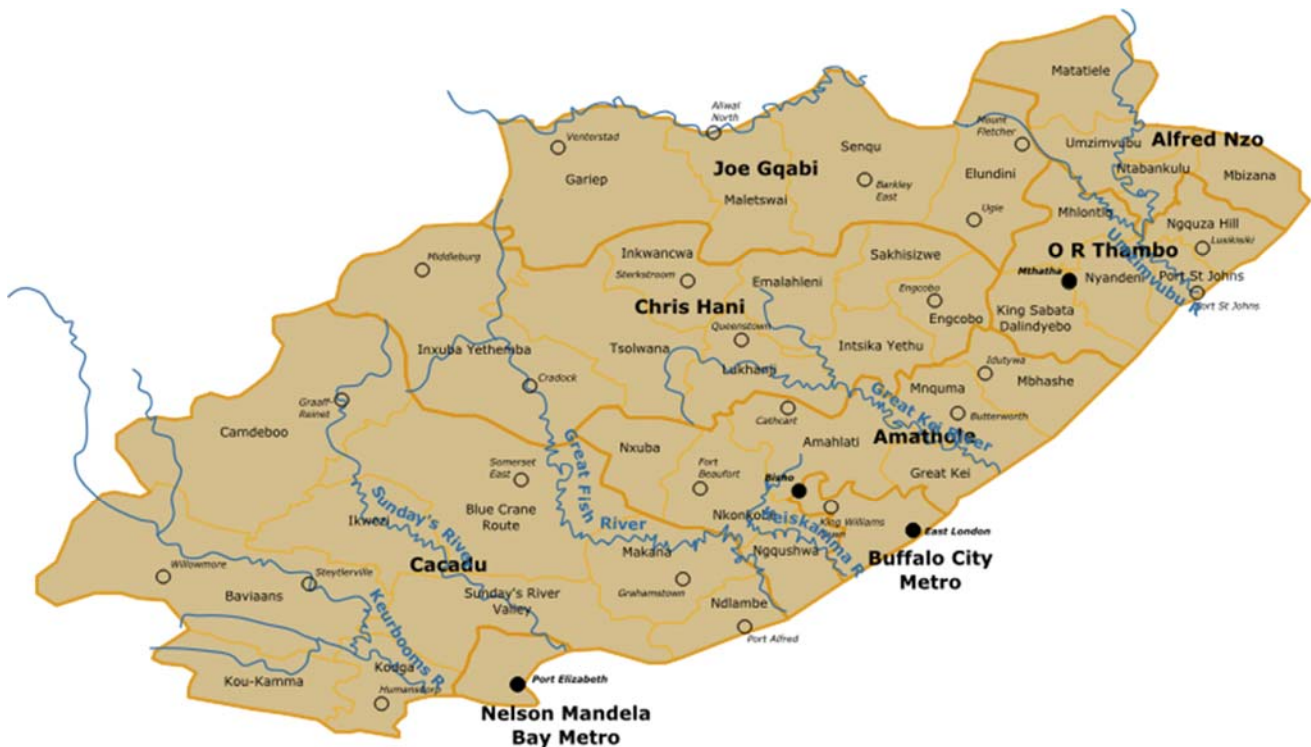 Matatiele
Aliwal
North
Mount
Fletcher
Venterstad
Umzimvubu
Alfred Nzo
Senqu
Joe Gqabi
Ntabankulu
Mbizana
Gariep
Elundini
Barkley
East
Maletswai
Mhlontlo
Ugie
Ngquza Hill
Lusikisiki
Umzimvubu R
O R Thambo
Inkwancwa
Sakhisizwe
Middleburg
Sterkstroom
Emalahleni
Mthatha
Nyandeni
Port St Johns
Port St Johns
Engcobo
Engcobo
Chris Hani
King Sabata
Dalindyebo
Queenstown
Inxuba Yethemba
Tsolwana
Intsika Yethu
Lukhanji
Idutywa
Mbhashe
Cradock
Mnquma
Graaff-
Reinet
Great Kei River
Butterworth
Cathcart
Camdeboo
Amathole
Amahlati
Nxuba
Great Fish
River
Fort
Beaufort
Great Kei
Somerset
East
Bisho
Sunday's River
Blue Crane
Route
Ikwezi
Nkonkobe
King Williams
Town
Keiskamma R
East London
Makana
Ngqushwa
Buffalo City
Metro
Cacadu
Willowmore
Steytlerville
Baviaans
Sunday's River
Valley
Grahamstown
Ndlambe
Keurbooms R
Port Alfred
Kodga
Kou-Kamma
Humansdorp
Port Elizabeth
Nelson Mandela
Bay Metro